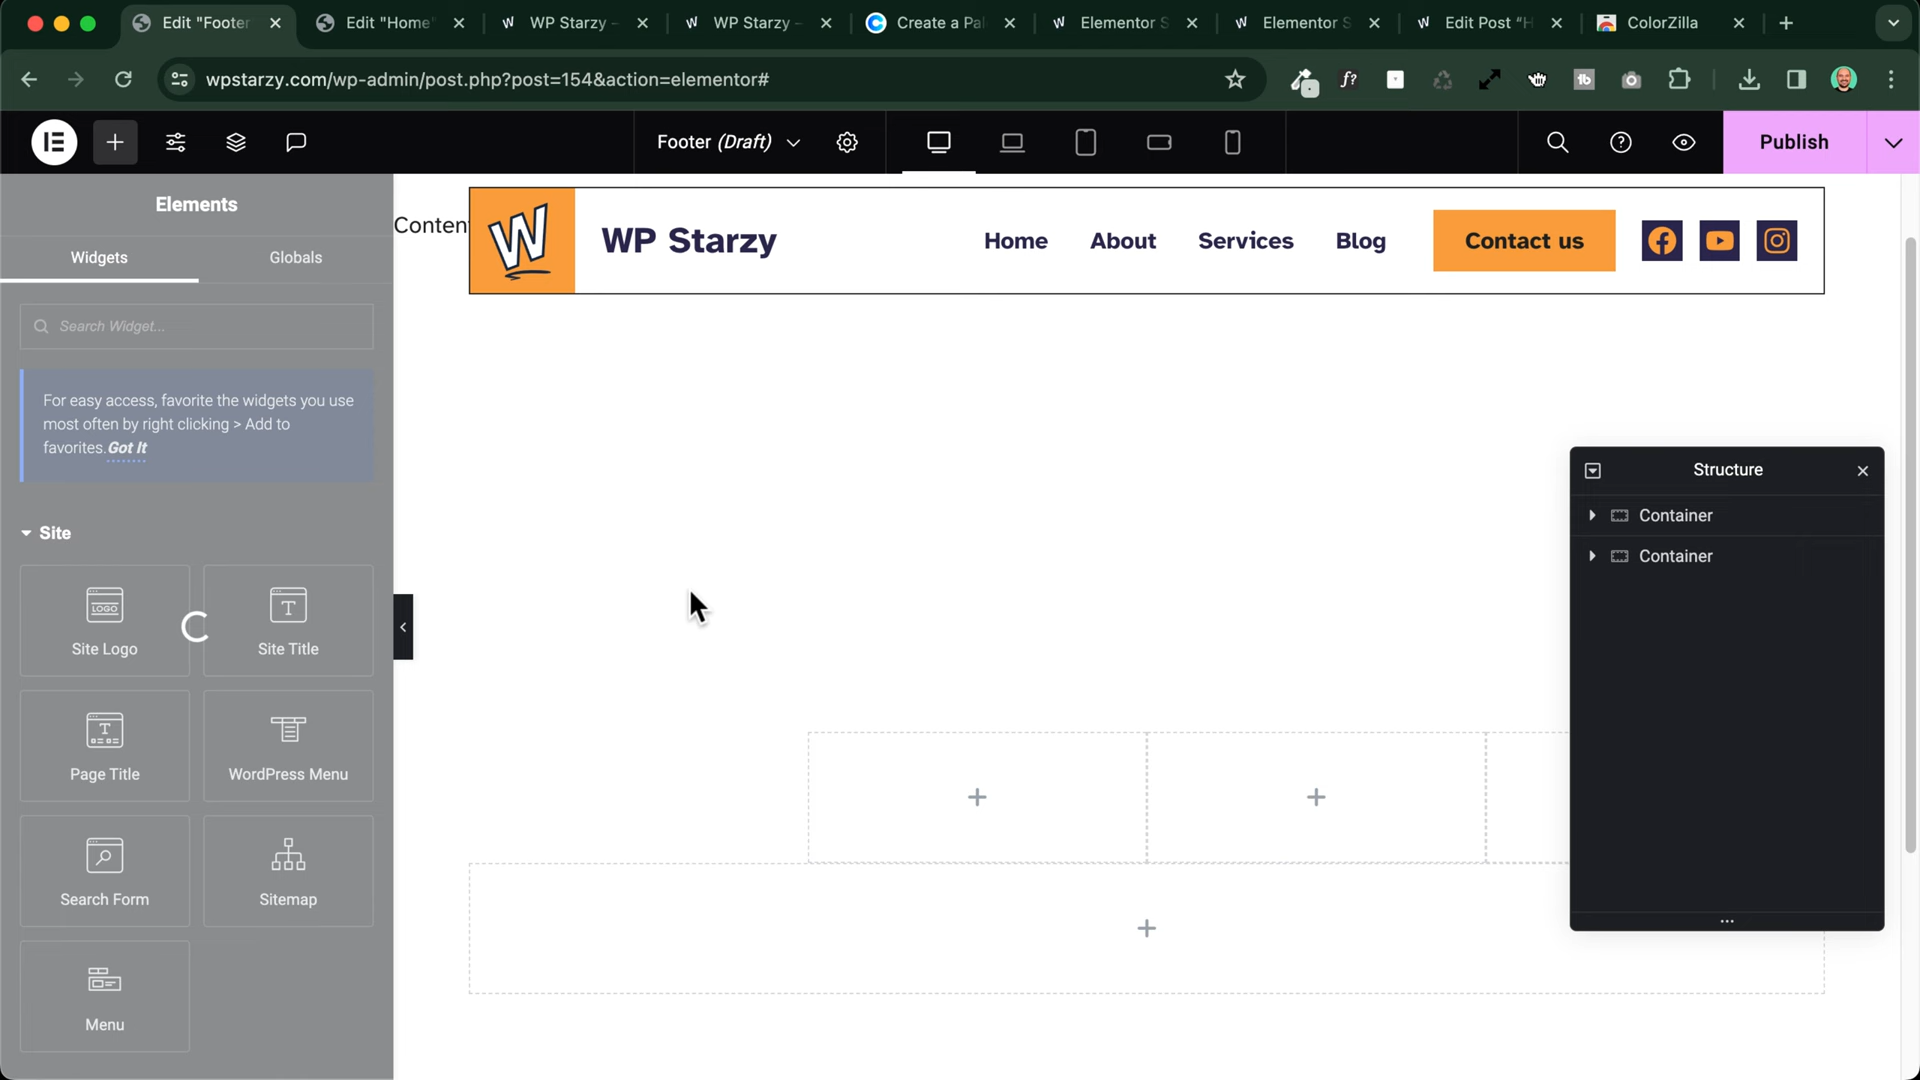 Edit "Footer
Edit "Home'
WP Starzy -
WP Starzy -
Create a Pal
Elementor S
Elementor S
Edit Post "H
ColorZilla
wpstarzy.com/wp-admin/post.php?post=154&action=elementor#
f?
Footer (Draft)
Publish
Elements
Widgets
Globals
Search Widget...
For easy access, favorite the widgets you use
most often by right clicking > Add to
favorites. Got It
Site
LOGO
Site Logo
T
Site Title
T
Page Title
WordPress Menu
Search Form
Sitemap
Menu
Content
W
WP Starzy
Home
About
Services
Blog
Contact us
Structure
Container
Container